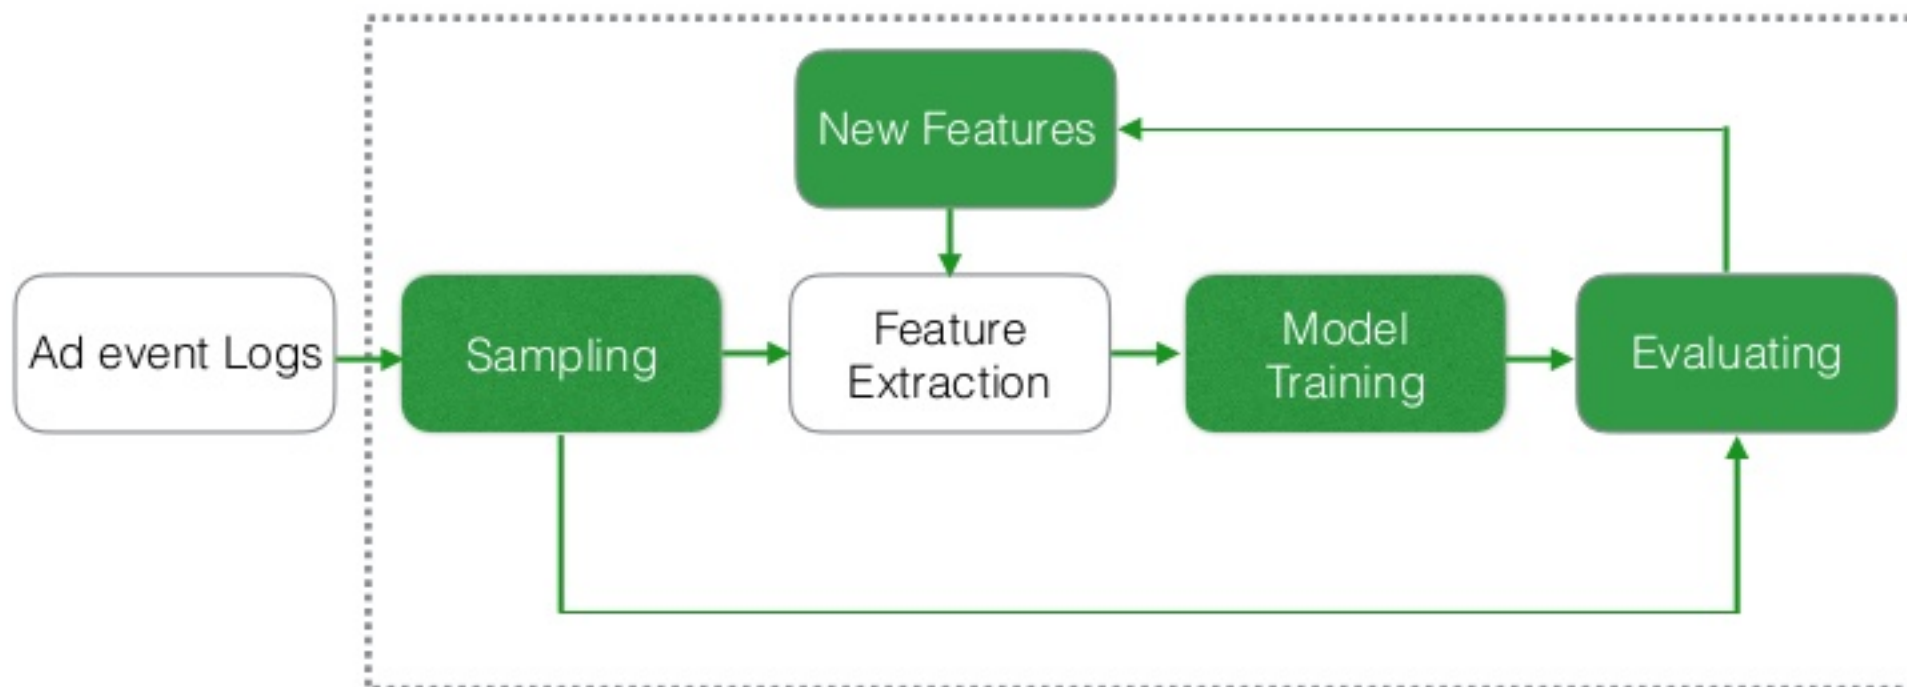 New Features
Ad event Logs
Sampling
Feature
Extraction
Model
Training
Evaluating